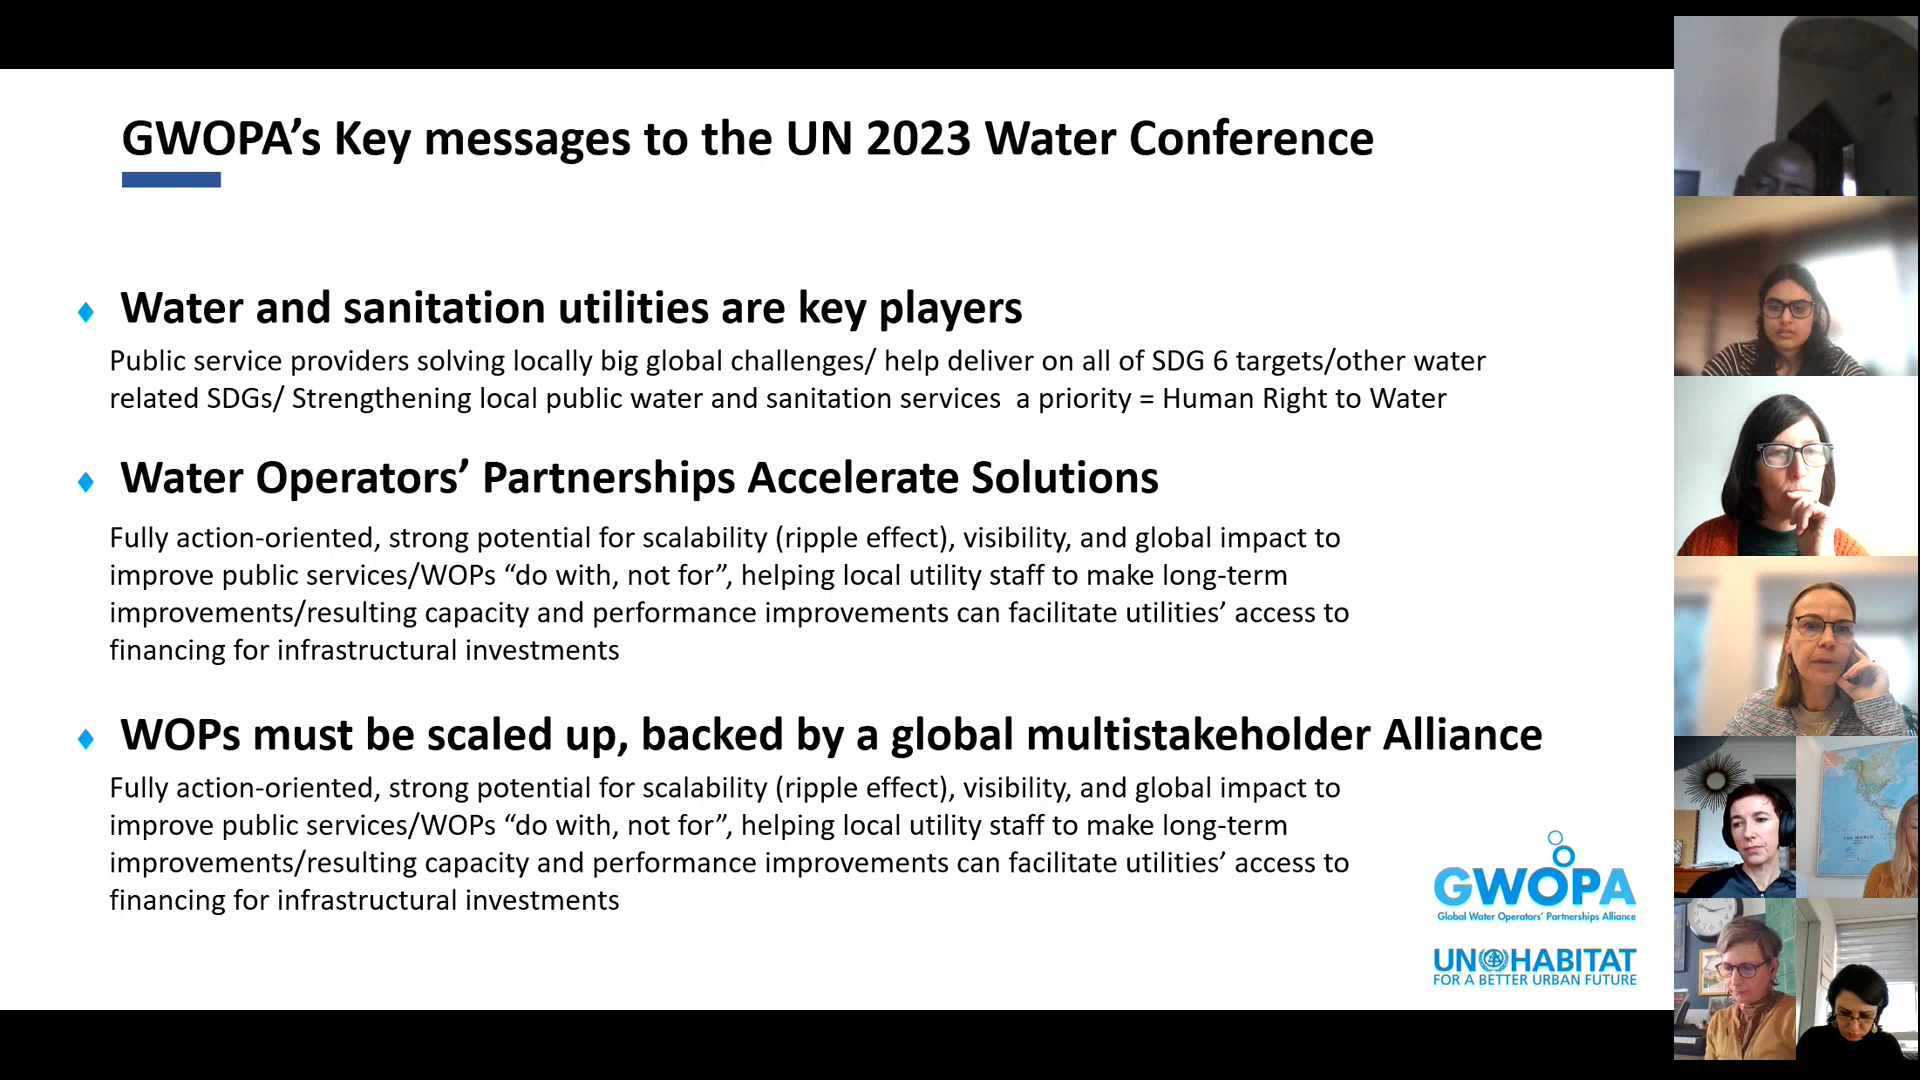 GWOPA’s Key messages to the UN 2023 Water Conference
Water and sanitation utilities are key players
Public service providers solving locally big global challenges/ help deliver on all of SDG 6 targets/other water
related SDGs/ Strengthening local public water and sanitation services a priority = Human Right to Water
Water Operators’ Partnerships Accelerate Solutions
Fully action-oriented, strong potential for scalability (ripple effect), visibility, and global impact to
improve public services/WOPs “do with, not for”, helping local utility staff to make long-term
improvements/resulting capacity and performance improvements can facilitate utilities’ access to
financing for infrastructural investments
WOPs must be scaled up, backed by a global multistakeholder Alliance
Fully action-oriented, strong potential for scalability (ripple effect), visibility, and global impact to
improve public services/WOPs “do with, not for”, helping local utility staff to make long-term
improvements/resulting capacity and performance improvements can facilitate utilities’ access to
financing for infrastructural investments
GWOPA
Global Water Operators’ Partnerships Alliance
UN HABITAT
FOR A BETTER URBAN FUTURE
THE WORLD